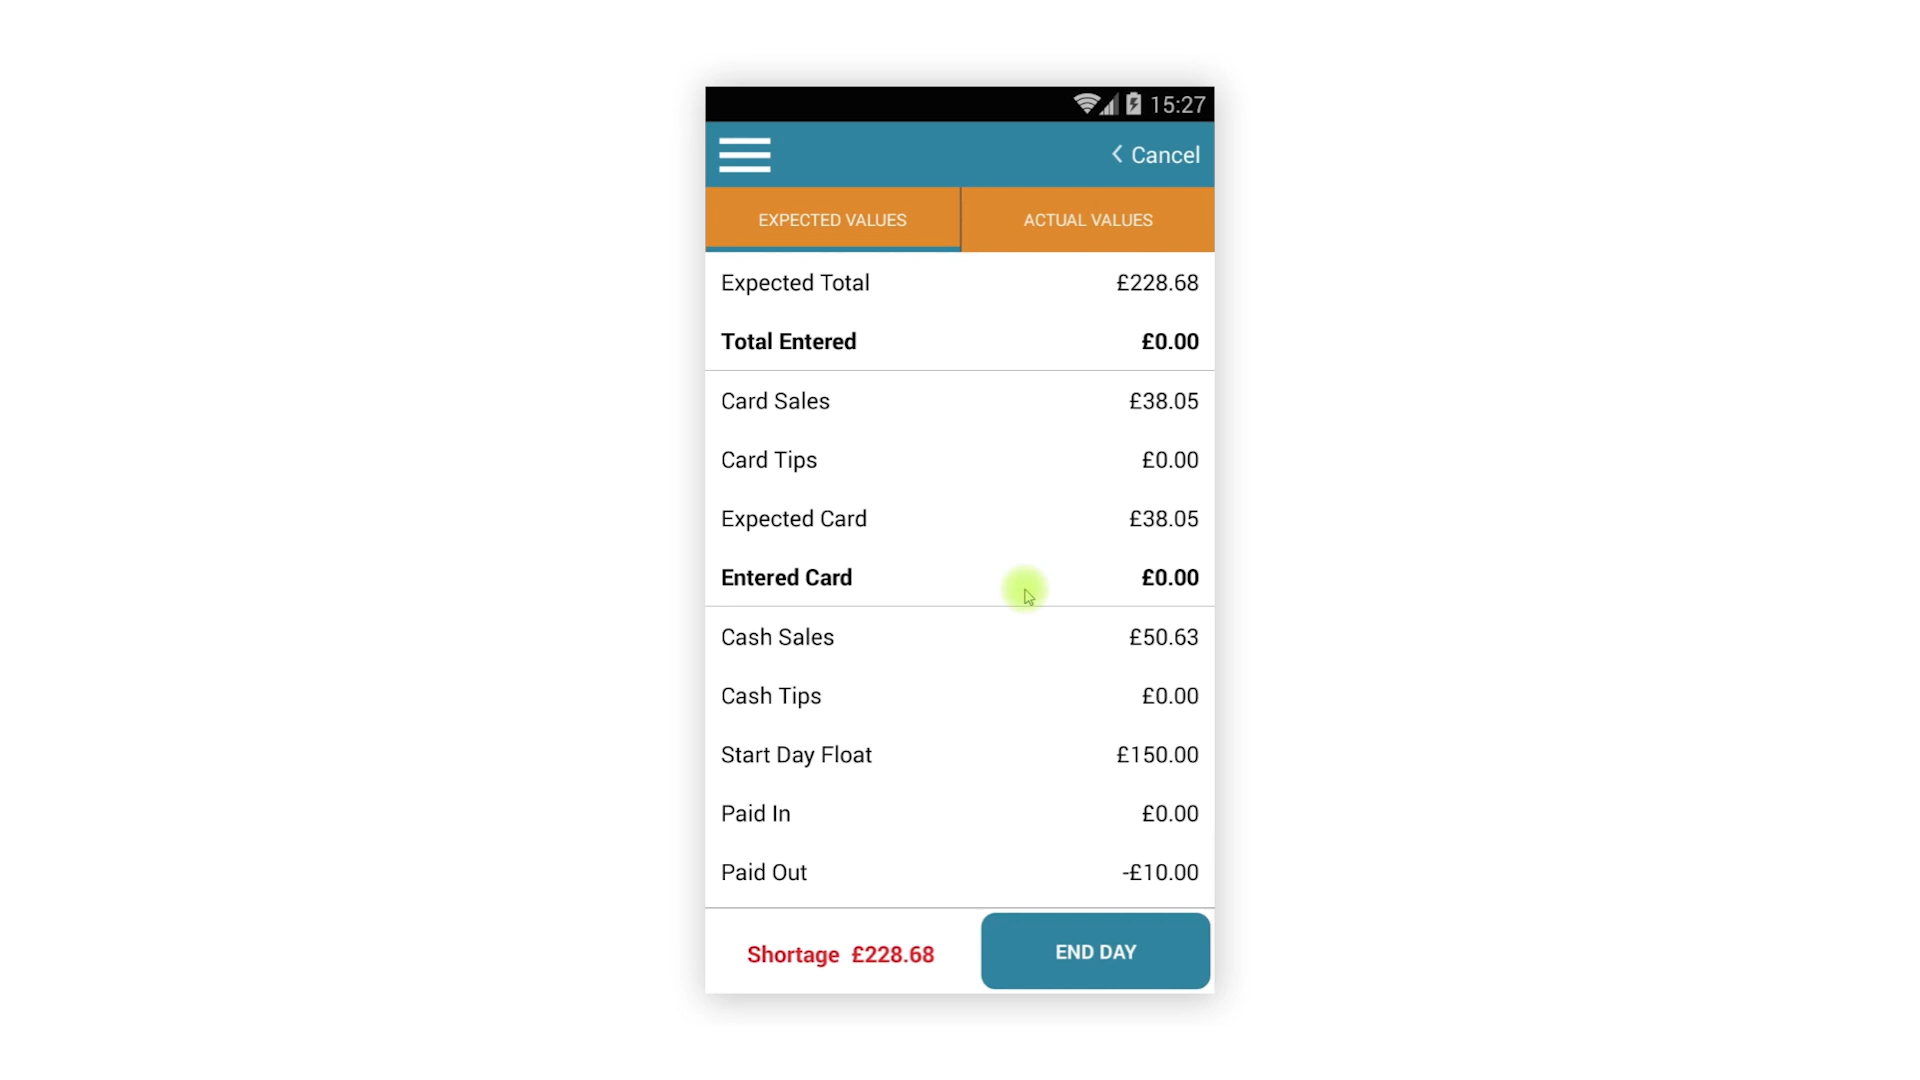 15:27
Cancel
EXPECTED VALUES ACTUAL VALUES
Expected Total £228.68
Total Entered £0.00
Card Sales £38.05
Card Tips £0.00
Expected Card £38.05
Entered Card £0.00
Cash Sales £50.63
Cash Tips £0.00
Start Day Float £150.00
Paid In £0.00
Paid Out -£10.00
Shortage £228.68 END DAY